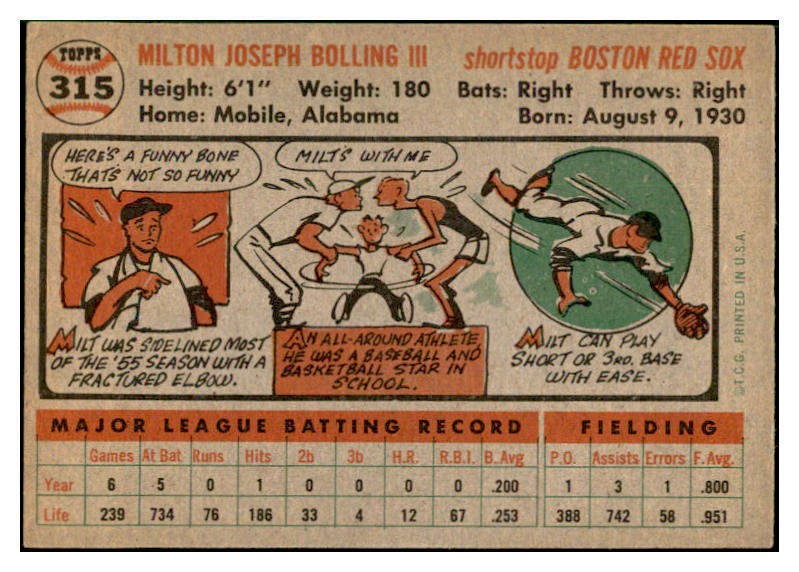 TOPPS
315
MILTON JOSEPH BOLLING III shortstop BOSTON RED SOX
Height: 6'1" Weight: 180 Bats: Right Throws: Right
Home: Mobile, Alabama Born: August 9, 1930
HERE'S A FUNNY BONE
THAT'S NOT SO FUNNY
MILT'S WITH ME
MILT WAS SIDELINED MOST
OF THE '55 SEASON WITH A
FRACTURED ELBOW.
AN ALL-AROUND ATHLETE,
HE WAS A BASEBALL AND
BASKETBALL STAR IN
SCHOOL.
MILT CAN PLAY
SHORT OR 3RD. BASE
WITH EASE.
©T.C.G. PRINTED IN U.S.A.
MAJOR LEAGUE BATTING RECORD FIELDING
Games At Bat Runs Hits 2b 3b H.R. R.B.I. B.Avg P.O. Assists Errors F.Avg.
Year 6 5 0 1 0 0 0 0 .200 1 3 1 .800
Life 239 734 76 186 33 4 12 67 .253 388 742 58 .951